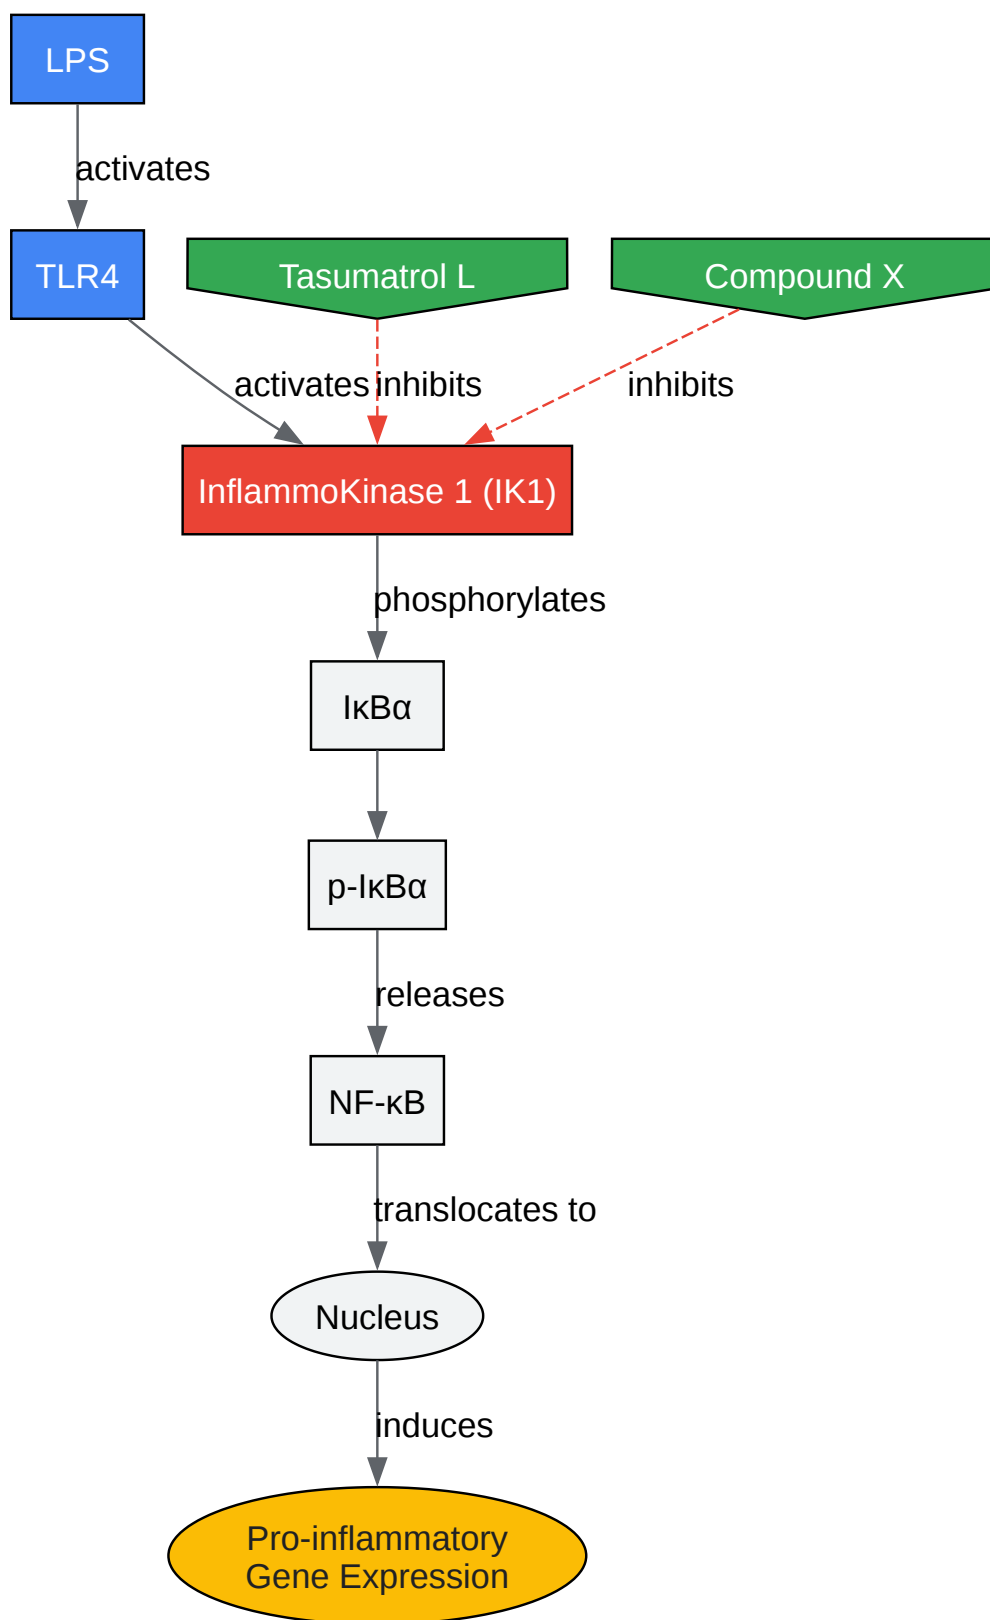 LPS
activates
TLR4
Tasumatrol L
Compound X
activates
inhibits
inhibits
InflammoKinase 1 (IK1)
phosphorylates
IκBα
p-IκBα
releases
NF-κB
translocates to
Nucleus
induces
Pro-inflammatory
Gene Expression